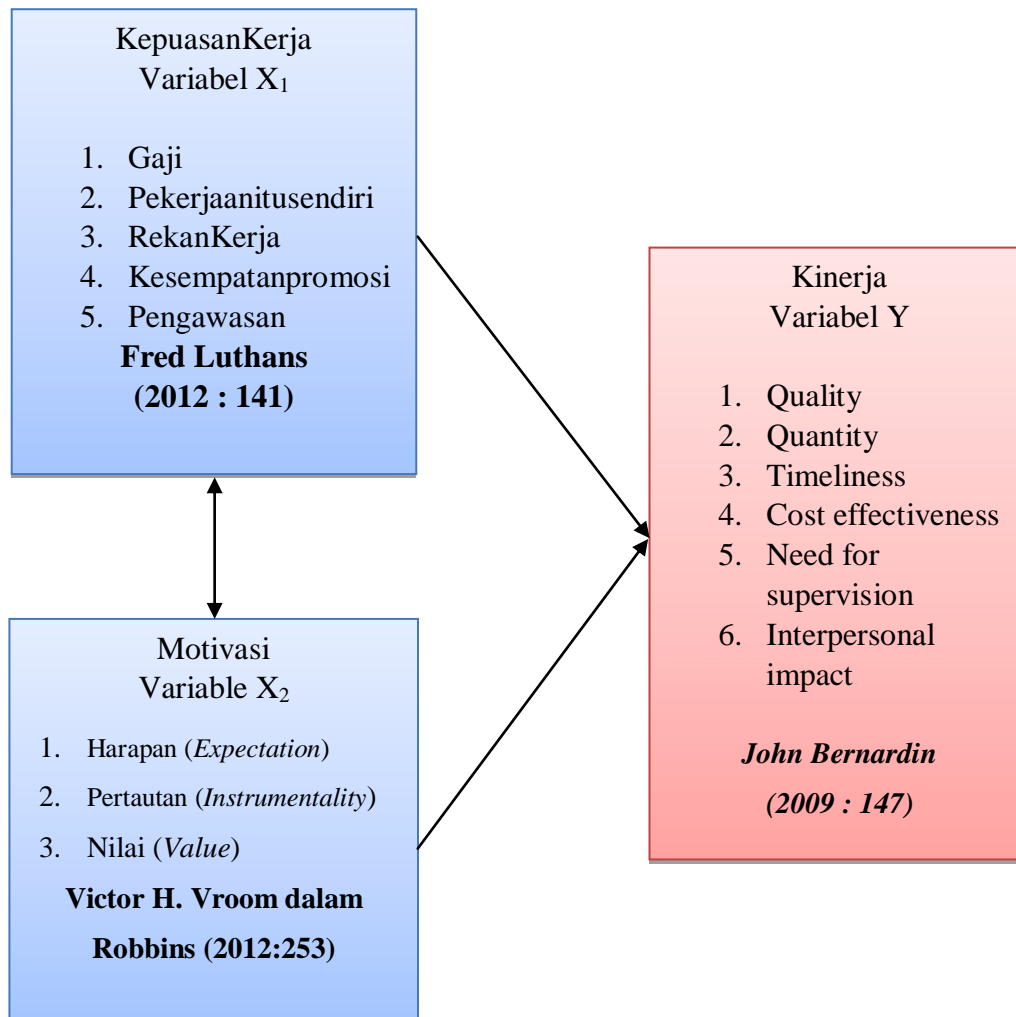 KepuasanKerja
Variabel X₁
1. Gaji
2. Pekerjaanitusendiri
3. RekanKerja
4. Kesempatanpromosi
5. Pengawasan
Fred Luthans
(2012 : 141)
Motivasi
Variable X₂
1. Harapan (Expectation)
2. Pertautan (Instrumentality)
3. Nilai (Value)
Victor H. Vroom dalam
Robbins (2012:253)
Kinerja
Variabel Y
1. Quality
2. Quantity
3. Timeliness
4. Cost effectiveness
5. Need for
supervision
6. Interpersonal
impact
John Bernardin
(2009 : 147)